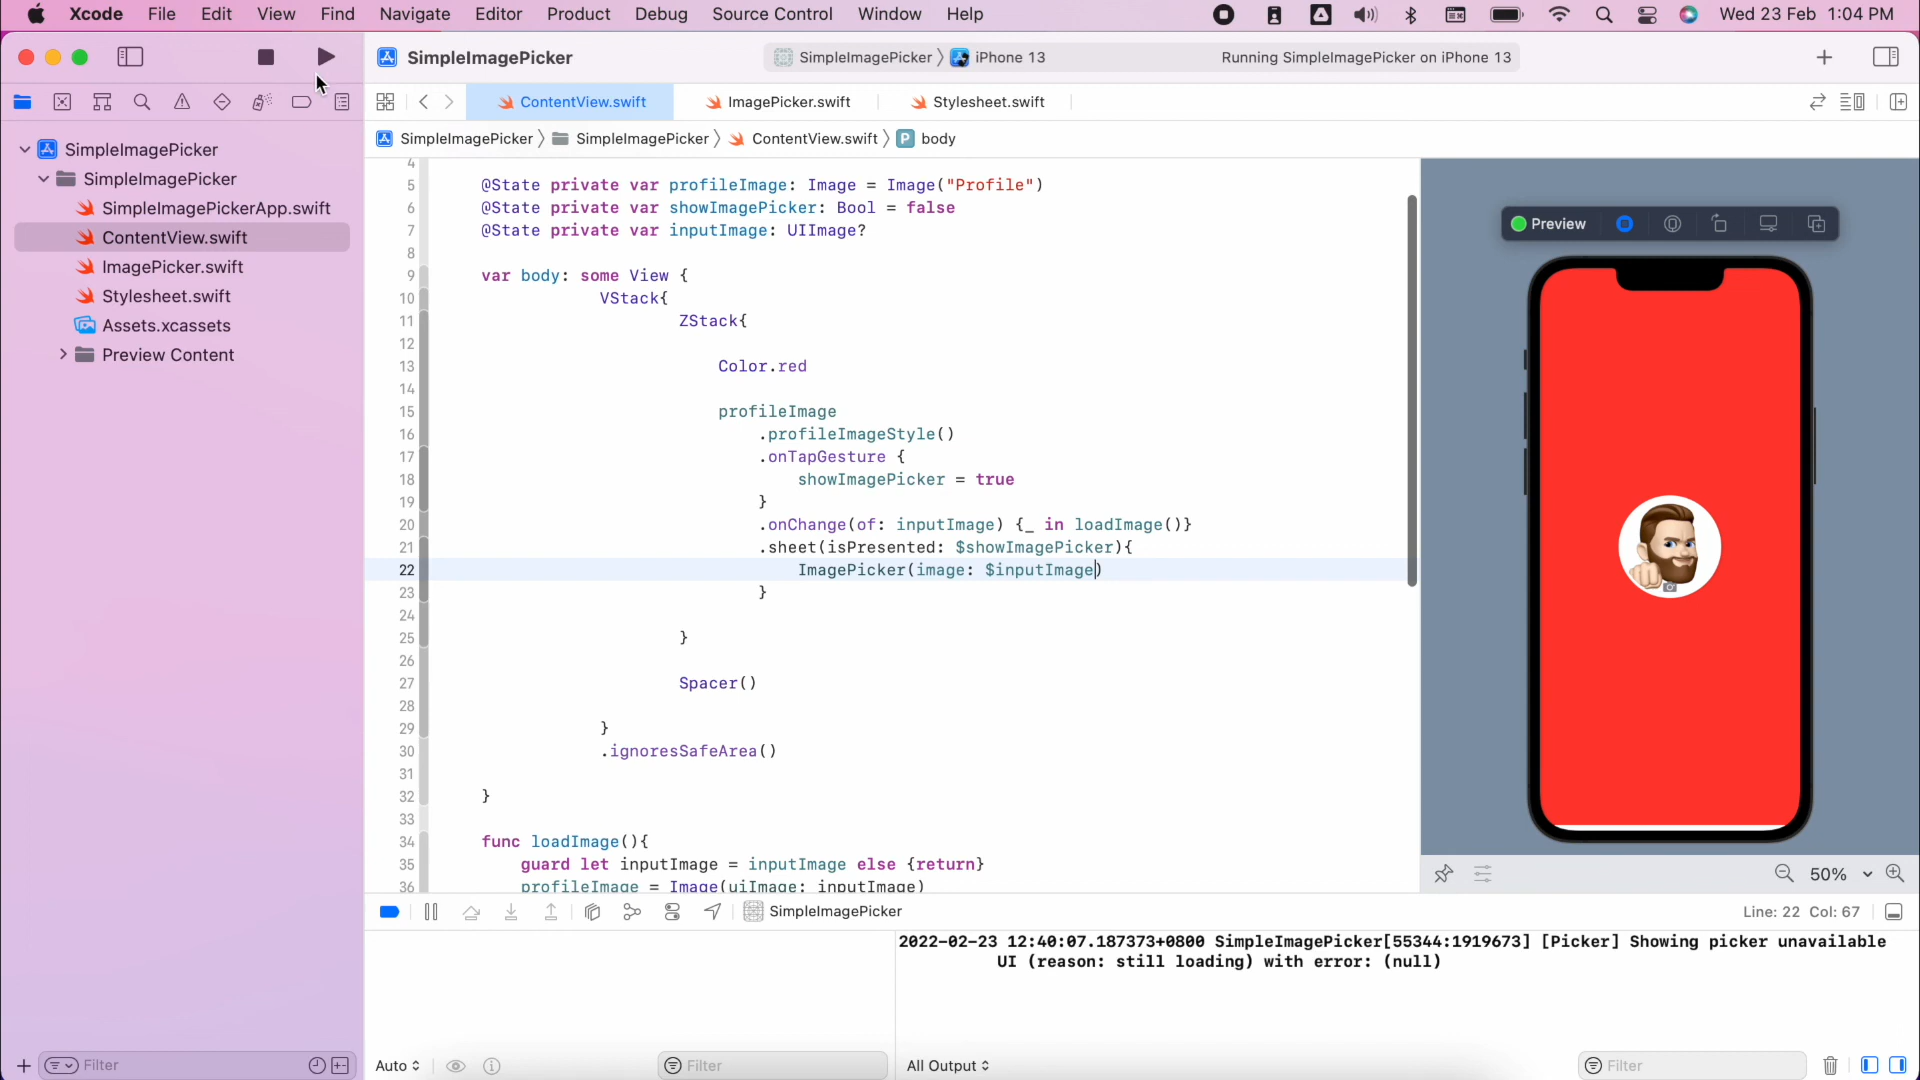 Xcode File Edit View Find Navigate Editor Product Debug Source Control Window Help Wed 23 Feb 1:04 PM
SimpleImagePicker
SimpleImagePicker iPhone 13
Running SimpleImagePicker on iPhone 13
ContentView.swift
ImagePicker.swift
Stylesheet.swift
SimpleImagePicker SimpleImagePicker ContentView.swift P body
SimpleImagePicker
SimpleImagePicker
SimpleImagePickerApp.swift
ContentView.swift
ImagePicker.swift
Stylesheet.swift
Assets.xcassets
Preview Content
Filter
4
5 @State private var profileImage: Image = Image("Profile")
6 @State private var showImagePicker: Bool = false
7 @State private var inputImage: UIImage?
8
9 var body: some View {
10 VStack{
11 ZStack{
12
13 Color.red
14
15 profileImage
16 .profileImageStyle()
17 .onTapGesture {
18 showImagePicker = true
19 }
20 .onChange(of: inputImage) {_ in loadImage()}
21 .sheet(isPresented: $showImagePicker){
22 ImagePicker(image: $inputImage)
23 }
24
25 }
26
27 Spacer()
28
29 }
30 .ignoresSafeArea()
31
32 }
33
34 func loadImage(){
35 guard let inputImage = inputImage else {return}
36 profileImage = Image(uiImage: inputImage)
Preview
50%
SimpleImagePicker
Line: 22 Col: 67
2022-02-23 12:40:07.187373+0800 SimpleImagePicker[55344:1919673] [Picker] Showing picker unavailable
UI (reason: still loading) with error: (null)
Auto
Filter
All Output
Filter